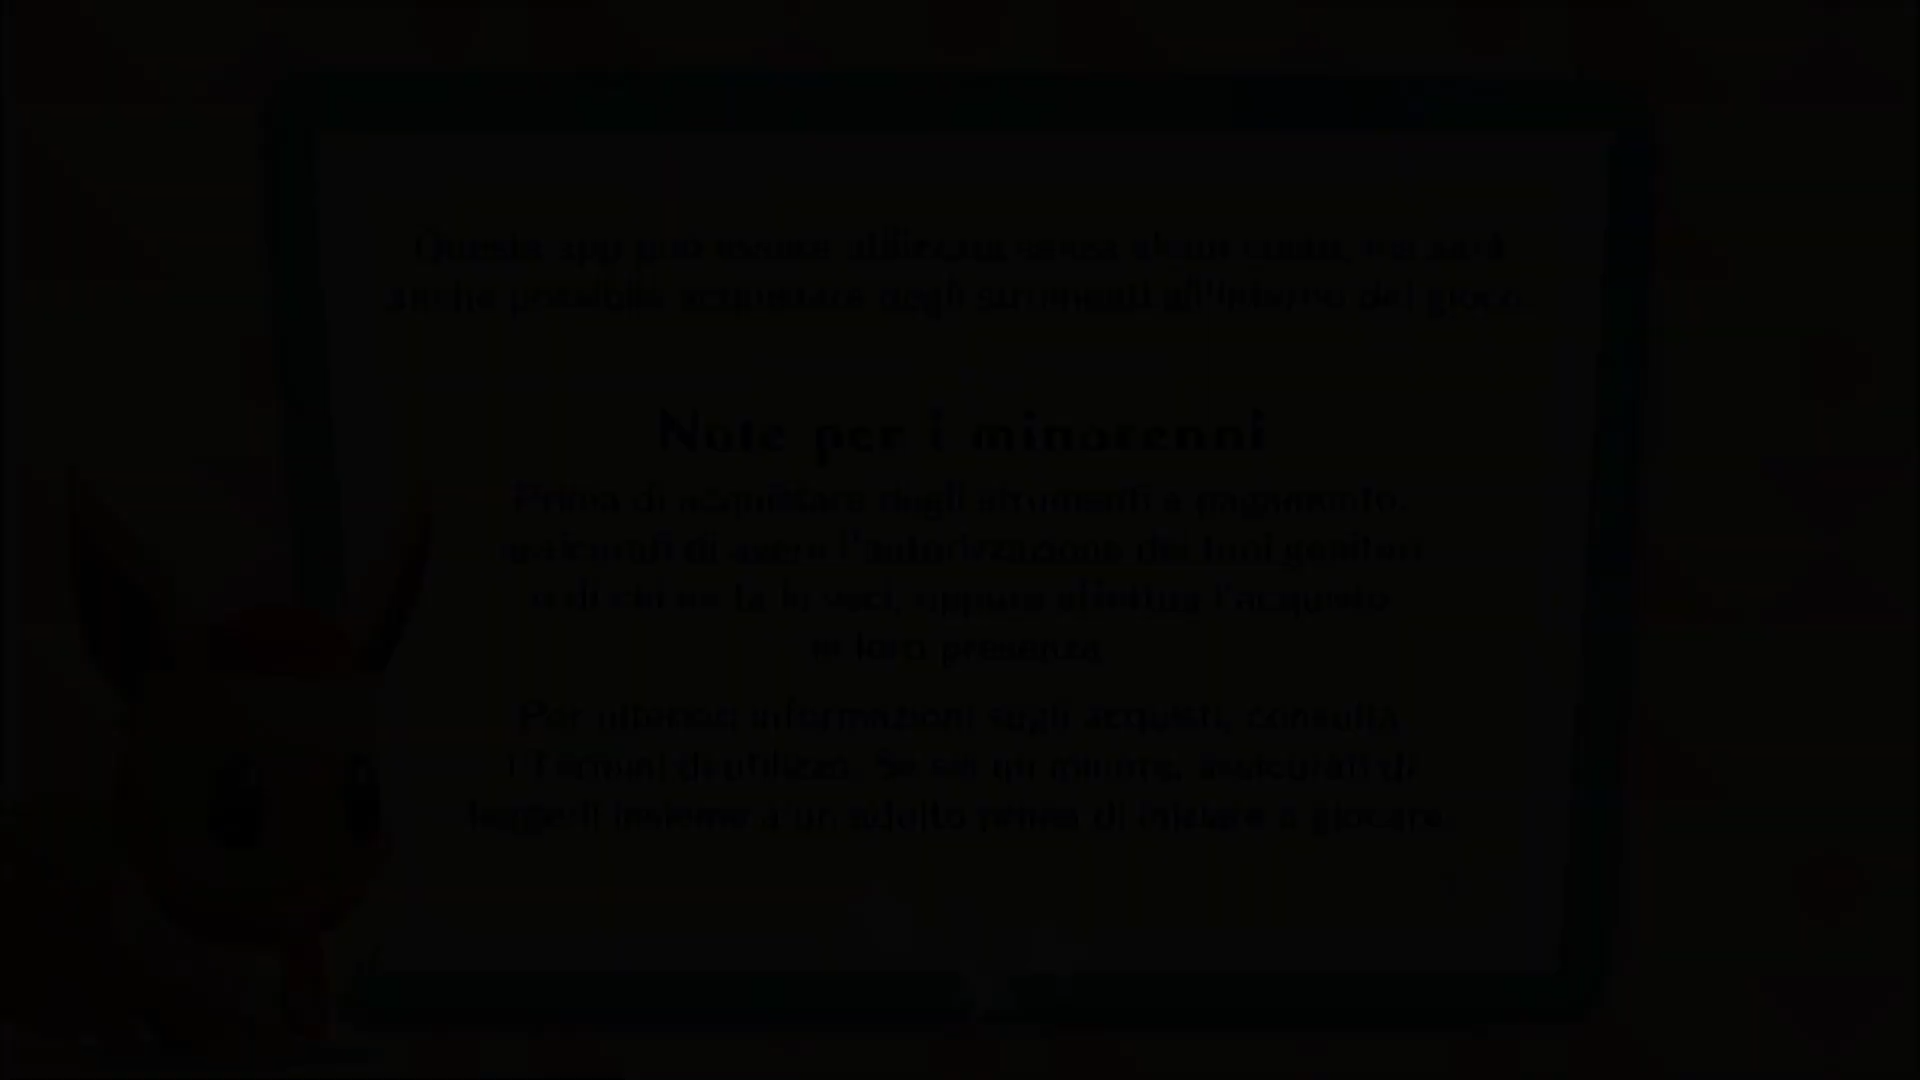 Questa app può essere utilizzata senza alcun costo, ma sarà
anche possibile acquistare degli strumenti all'interno del gioco.
Note per i minorenni
Prima di acquistare degli strumenti a pagamento,
assicurati di avere l'autorizzazione dei tuoi genitori
o di chi ne fa le veci, oppure effettua l'acquisto
in loro presenza.
Per ulteriori informazioni sugli acquisti, consulta
i Termini di utilizzo. Se sei un minore, assicurati di
leggerli insieme a un adulto prima di iniziare a giocare.